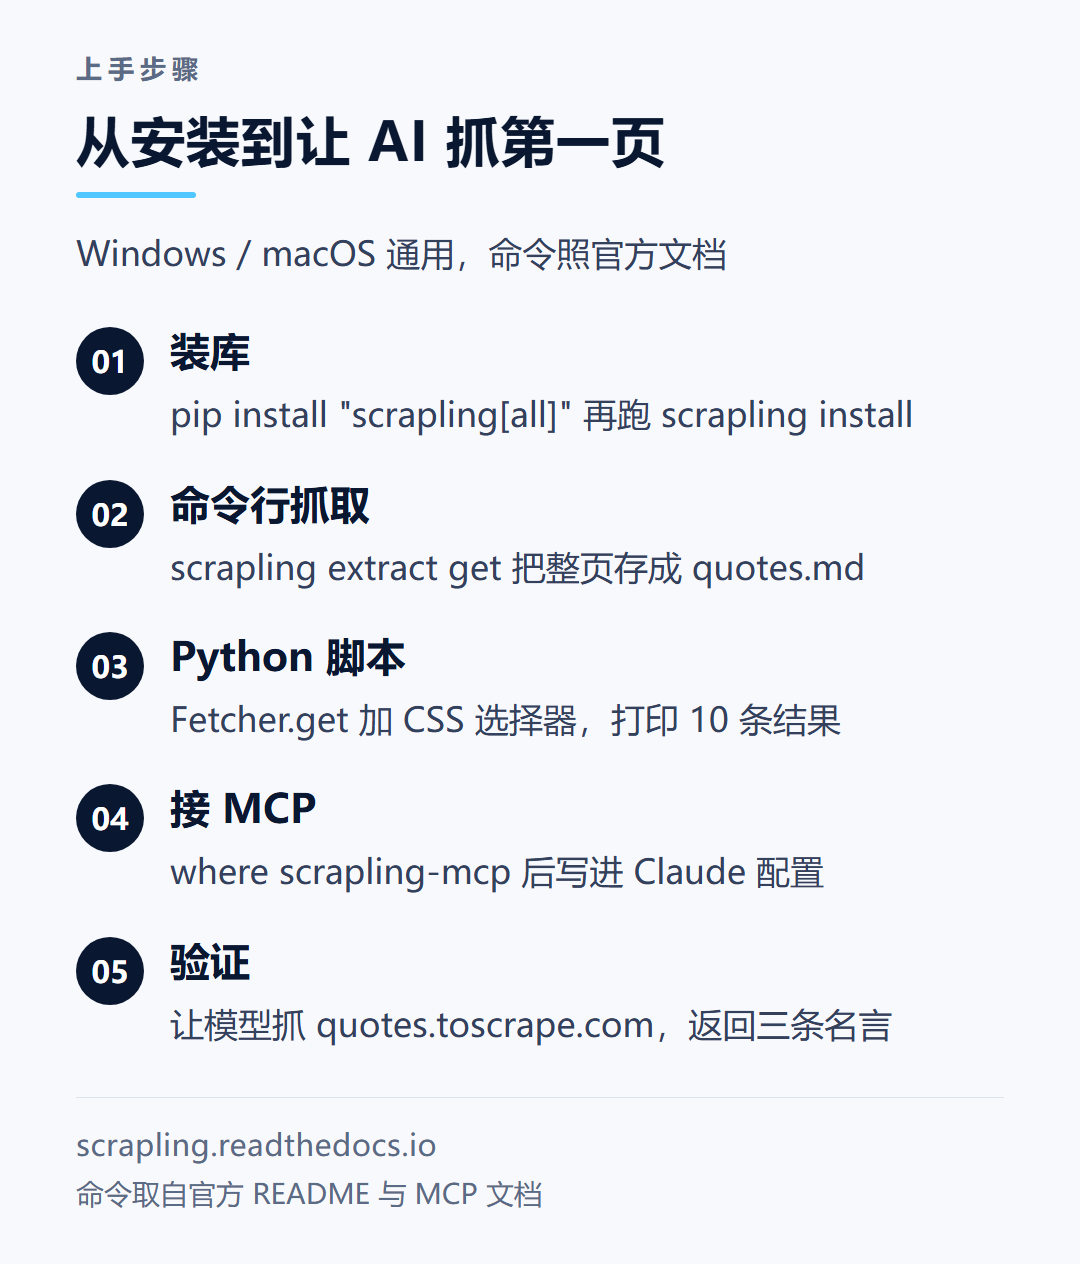 上手步骤
从安装到让 AI 抓第一页
Windows / macOS 通用，命令照官方文档
01
装库
pip install "scrapling[all]" 再跑 scrapling install
02
命令行抓取
scrapling extract get 把整页存成 quotes.md
03
Python 脚本
Fetcher.get 加 CSS 选择器，打印 10 条结果
04
接 MCP
where scrapling-mcp 后写进 Claude 配置
05
验证
让模型抓 quotes.toscrape.com，返回三条名言
scrapling.readthedocs.io
命令取自官方 README 与 MCP 文档